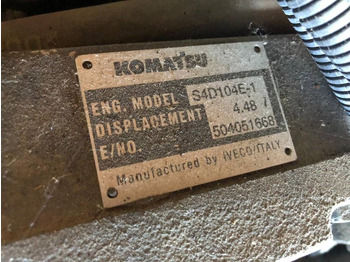 KOMATSU
ENG. MODEL S4D104E-1
DISPLACEMENT 4.48 l
E/NO. 504051668
Manufactured by IVECO/ITALY